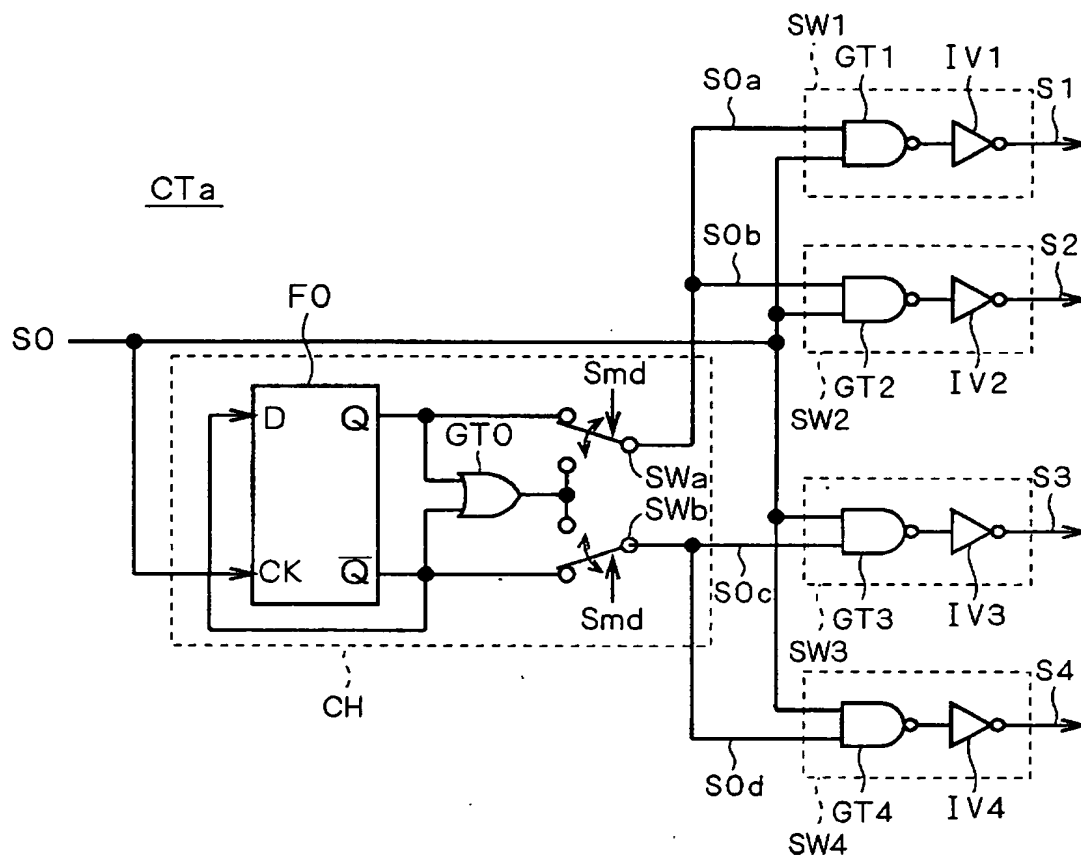 SW1
GT1
IV1
S0a
S1
CTa
S0b
S2
F0
S0
Smd
GT2
IV2
SW2
D
Q
GT0
SWa
S3
SWb
CK
Q̅
S0c
Smd
GT3
IV3
SW3
S4
CH
S0d
GT4
IV4
SW4